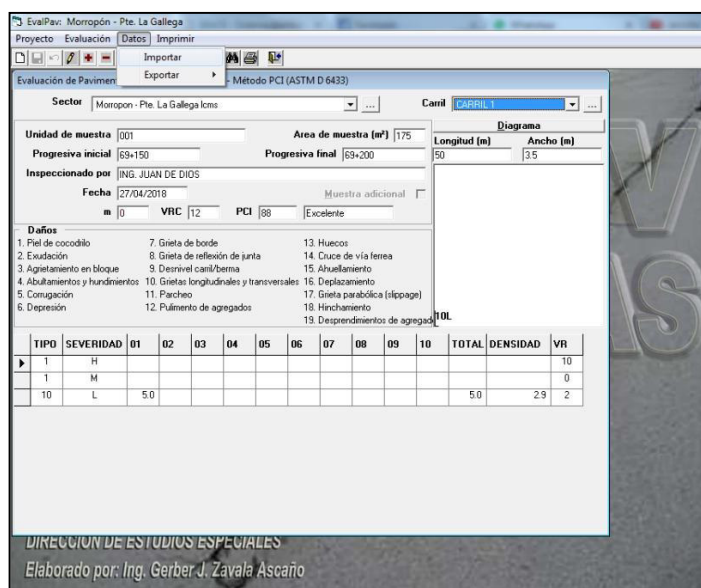 EvalPav: Morropón - Pte. La Gallega
Proyecto Evaluación Datos Imprimir
Importar
Exportar
Evaluación de Pavimen - Método PCI (ASTM D 6433)
Sector Morropon - Pte. La Gallega Icms ... Carril CARRIL 1 ...
Unidad de muestra 001 Area de muestra (m²) 175
Diagrama
Longitud (m) Ancho (m)
50 3.5
Progresiva inicial 69+150 Progresiva final 69+200
Inspeccionado por ING. JUAN DE DIOS
Fecha 27/04/2018 Muestra adicional
m 0 VRC 12 PCI 88 Excelente
Daños
1. Piel de cocodrilo 7. Grieta de borde 13. Huecos
2. Exudación 8. Grieta de reflexión de junta 14. Cruce de vía ferrea
3. Agrietamiento en bloque 9. Desnivel carril/berma 15. Ahuellamiento
4. Abultamientos y hundimientos 10. Grietas longitudinales y transversales 16. Deplazamiento
5. Corrugación 11. Parcheo 17. Grieta parabólica (slippage)
6. Depresión 12. Pulimento de agregados 18. Hinchamiento
19. Desprendimientos de agregad
10L
TIPO SEVERIDAD 01 02 03 04 05 06 07 08 09 10 TOTAL DENSIDAD VR
1 H 10
1 M 0
10 L 5.0 5.0 2.9 2
DIRECCION DE ESTUDIOS ESPECIALES
Elaborado por: Ing. Gerber J. Zavala Ascaño